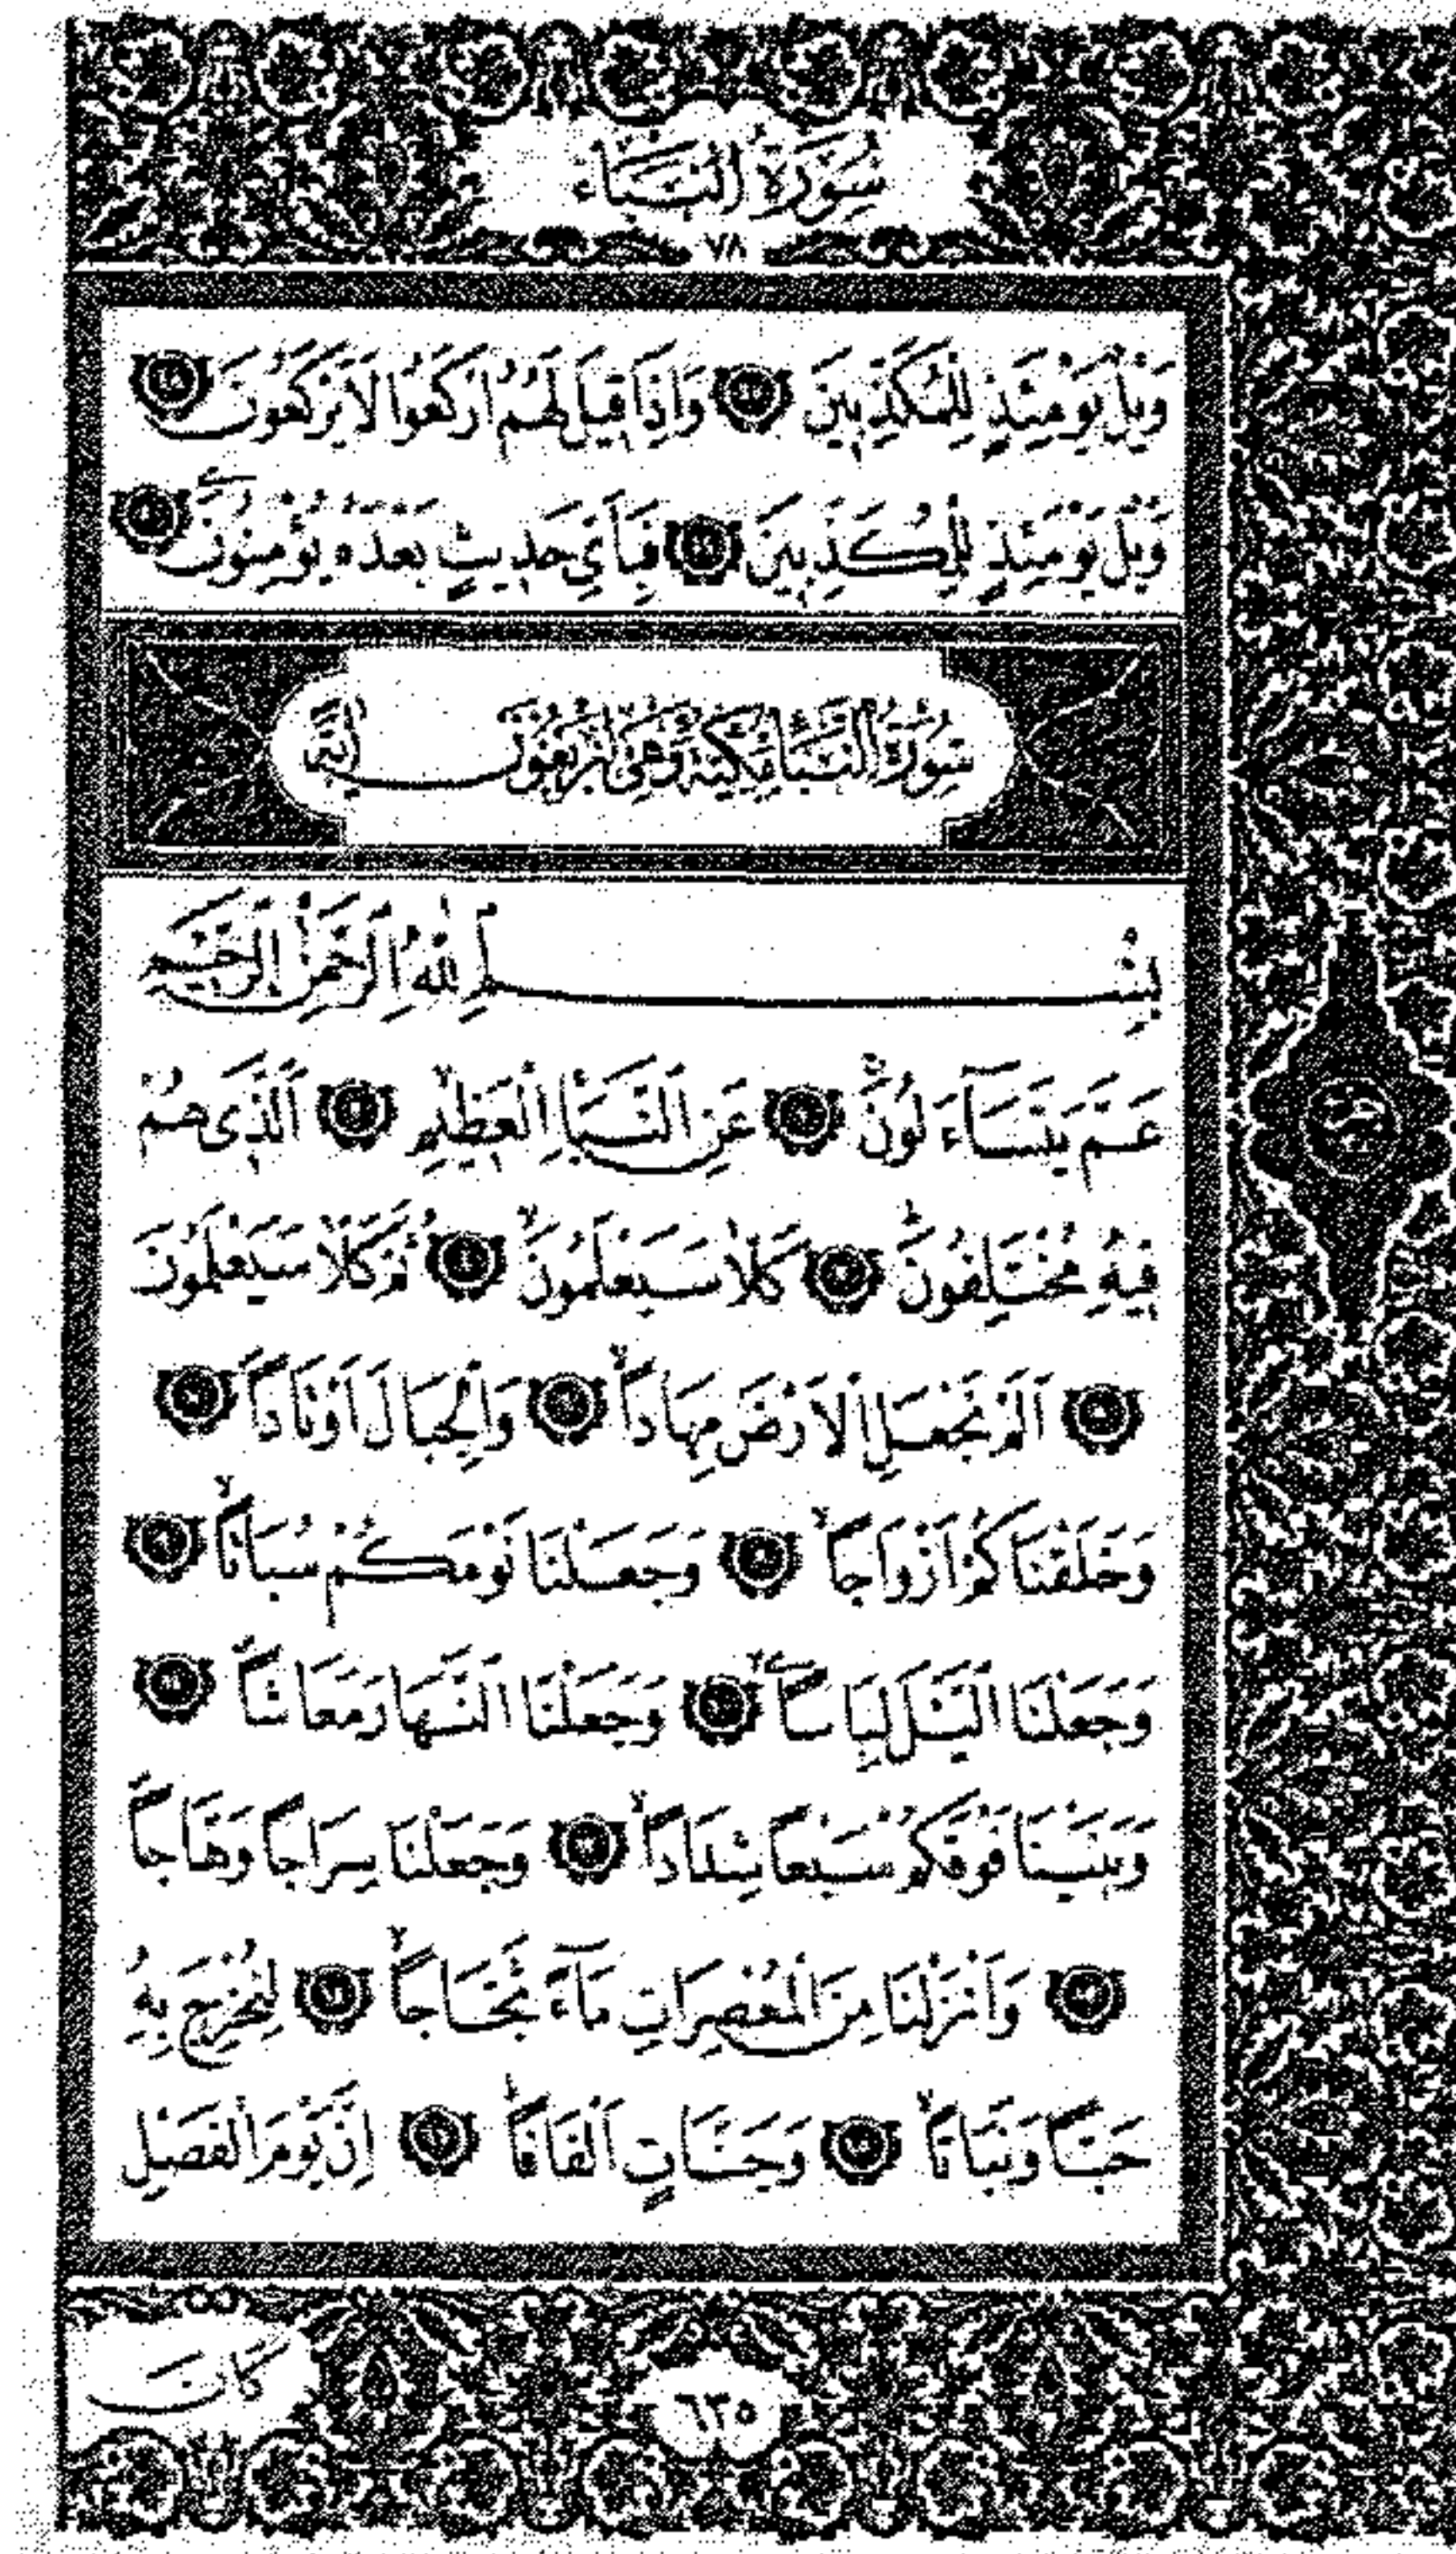 سُورَةُ النَّبَاءِ
٧٨
وَيْلٌ يَوْمَئِذٍ لِلْمُكَذِّبِينَ ﴿٤٧﴾ وَاِذَا قِيلَ لَهُمُ ارْكَعُوا لَا يَرْكَعُونَ ﴿٤٨﴾
وَيْلٌ يَوْمَئِذٍ لِلْمُكَذِّبِينَ ﴿٤٩﴾ فَبِاَيِّ حَدِيثٍ بَعْدَهُ يُؤْمِنُونَ ﴿٥٠﴾
سُورَةُ النَّبَأِ مَكِّيَّةٌ وَهِيَ اَرْبَعُونَ اٰيَةً
بِسْمِ اللّٰهِ الرَّحْمٰنِ الرَّحِيمِ
عَمَّ يَتَسَآءَلُونَ ﴿١﴾ عَنِ النَّبَأِ الْعَظِيمِ ﴿٢﴾ اَلَّذِى هُمْ
فِيهِ مُخْتَلِفُونَ ﴿٣﴾ كَلَّا سَيَعْلَمُونَ ﴿٤﴾ ثُمَّ كَلَّا سَيَعْلَمُونَ
﴿٥﴾ اَلَمْ نَجْعَلِ الْاَرْضَ مِهَادًا ﴿٦﴾ وَالْجِبَالَ اَوْتَادًا ﴿٧﴾
وَخَلَقْنَاكُمْ اَزْوَاجًا ﴿٨﴾ وَجَعَلْنَا نَوْمَكُمْ سُبَاتًا ﴿٩﴾
وَجَعَلْنَا الَّيْلَ لِبَاسًا ﴿١٠﴾ وَجَعَلْنَا النَّهَارَ مَعَاشًا ﴿١١﴾
وَبَنَيْنَا فَوْقَكُمْ سَبْعًا شِدَادًا ﴿١٢﴾ وَجَعَلْنَا سِرَاجًا وَهَّاجًا
﴿١٣﴾ وَاَنْزَلْنَا مِنَ الْمُعْصِرَاتِ مَآءً ثَجَّاجًا ﴿١٤﴾ لِنُخْرِجَ بِهِ
حَبًّا وَنَبَاتًا ﴿١٥﴾ وَجَنَّاتٍ اَلْفَافًا ﴿١٦﴾ اِنَّ يَوْمَ الْفَصْلِ
كَانَ
٦٣٥